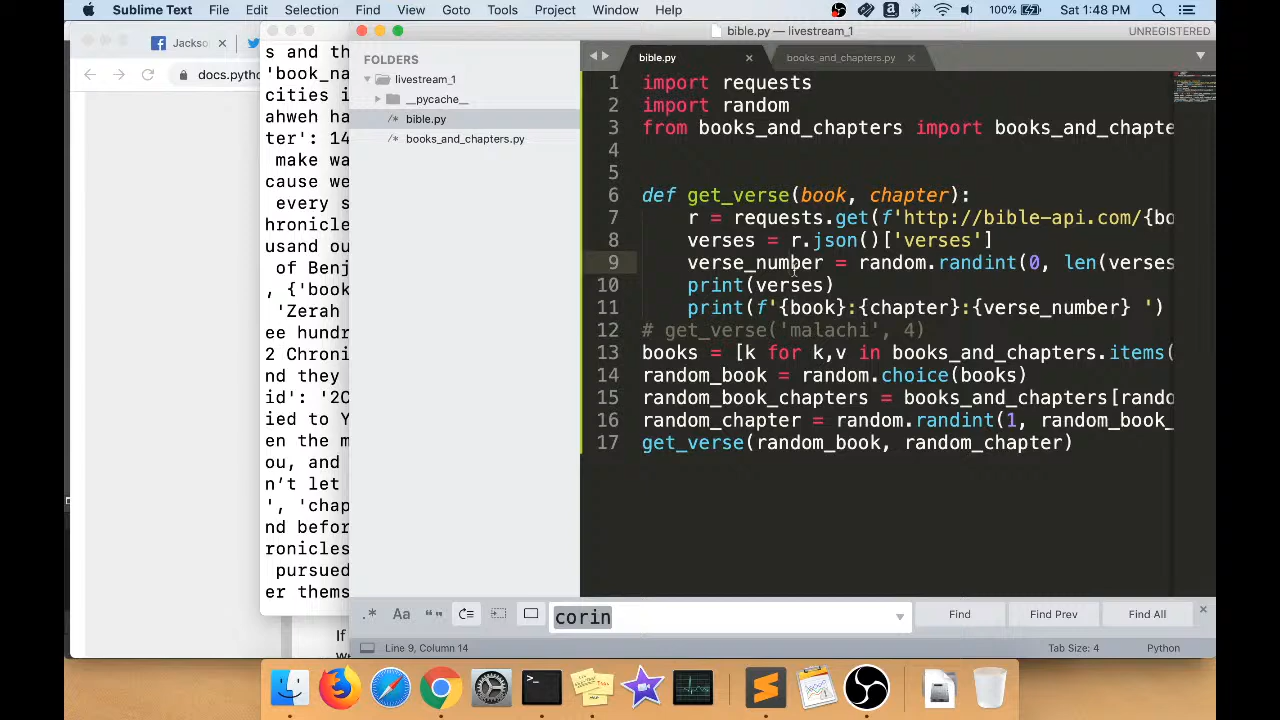 Sublime Text File Edit Selection Find View Goto Tools Project Window Help 100% Sat 1:48 PM
bible.py — livestream_1 UNREGISTERED
Jackso
docs.pytho
s and th
'book_na
cities i
ahweh ha
ter': 14
make wa
cause we
every s
hronicle
usand ou
of Benj
, {'book
'Zerah
ee hundr
2 Chroni
nd they
id': '2C
ied to Y
en the m
ou, and
n’t let
', 'chap
nd befor
ronicles
pursued
er thems
If
FOLDERS
livestream_1
__pycache__
/* bible.py
/* books_and_chapters.py
bible.py books_and_chapters.py
1 import requests
2 import random
3 from books_and_chapters import books_and_chapte
4
5
6 def get_verse(book, chapter):
7 r = requests.get(f'http://bible-api.com/{bo
8 verses = r.json()['verses']
9 verse_number = random.randint(0, len(verses
10 print(verses)
11 print(f'{book}:{chapter}:{verse_number} ')
12 # get_verse('malachi', 4)
13 books = [k for k,v in books_and_chapters.items(
14 random_book = random.choice(books)
15 random_book_chapters = books_and_chapters[rando
16 random_chapter = random.randint(1, random_book_
17 get_verse(random_book, random_chapter)
.* Aa “” corin Find Find Prev Find All
Line 9, Column 14 Tab Size: 4 Python